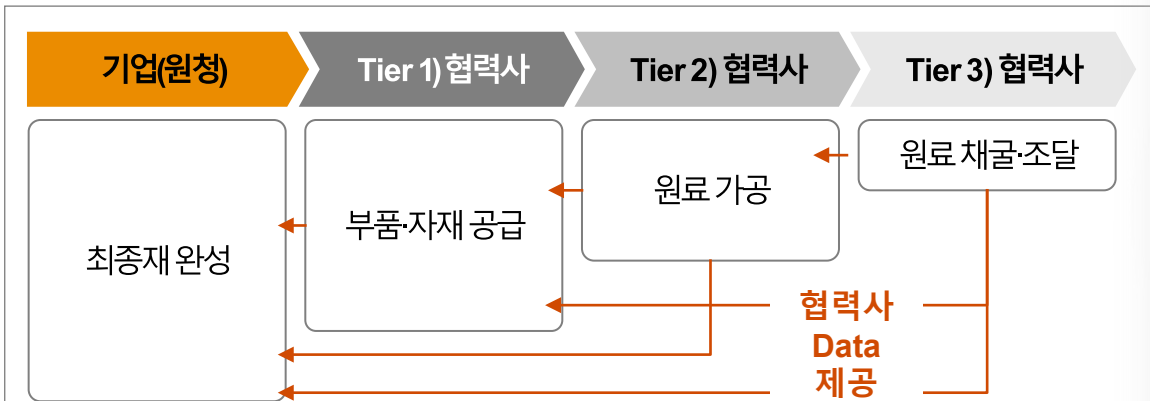 기업(원청)
Tier 1) 협력사
Tier 2) 협력사
Tier 3) 협력사
최종재 완성
부품·자재 공급
원료 가공
원료 채굴·조달
협력사
Data
제공